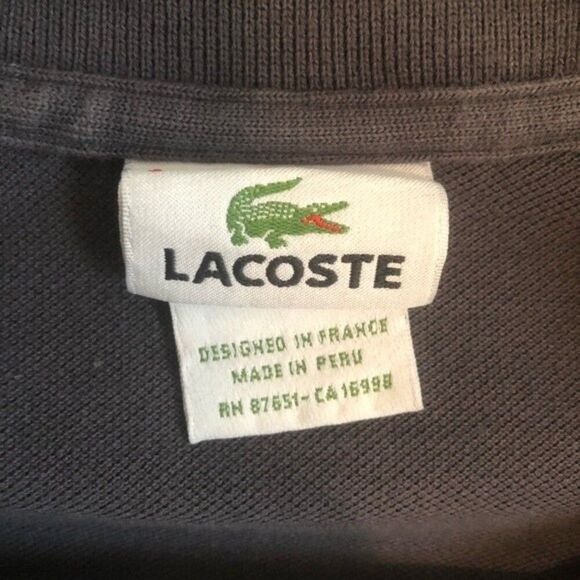 LACOSTE
DESIGNED IN FRANCE
MADE IN PERU
RN 87651-CA 16998